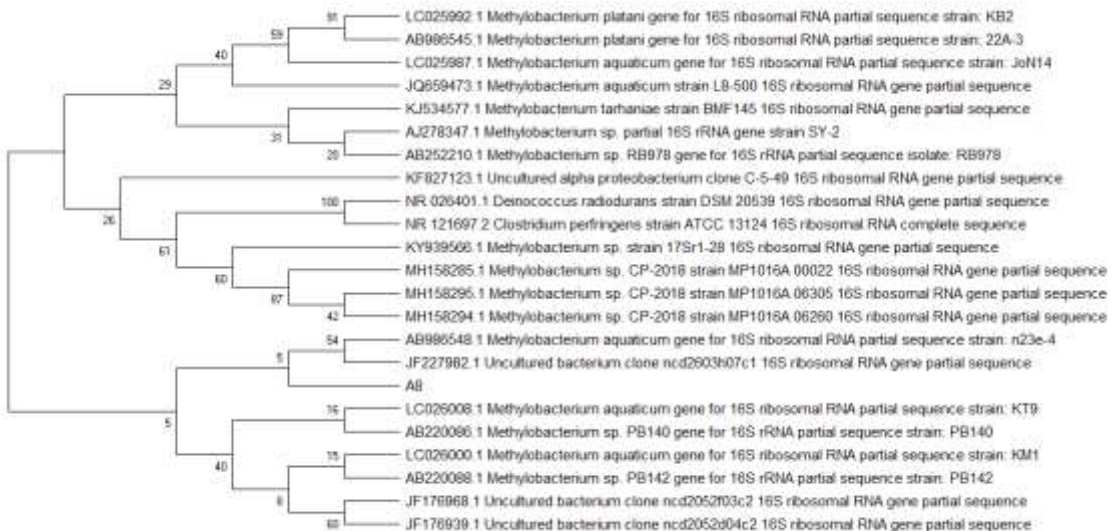 91
LC025992.1 Methylobacterium platani gene for 16S ribosomal RNA partial sequence strain: KB2
59
AB986545.1 Methylobacterium platani gene for 16S ribosomal RNA partial sequence strain: 22A-3
40
LC025987.1 Methylobacterium aquaticum gene for 16S ribosomal RNA partial sequence strain: JoN14
29
JQ659473.1 Methylobacterium aquaticum strain L8-500 16S ribosomal RNA gene partial sequence
KJ534577.1 Methylobacterium tarhaniae strain BMF145 16S ribosomal RNA gene partial sequence
31
AJ278347.1 Methylobacterium sp. partial 16S rRNA gene strain SY-2
20
AB252210.1 Methylobacterium sp. RB978 gene for 16S rRNA partial sequence isolate: RB978
KF827123.1 Uncultured alpha proteobacterium clone C-5-49 16S ribosomal RNA gene partial sequence
26
100
NR 026401.1 Deinococcus radiodurans strain DSM 20539 16S ribosomal RNA gene partial sequence
NR 121697.2 Clostridium perfringens strain ATCC 13124 16S ribosomal RNA complete sequence
61
KY939566.1 Methylobacterium sp. strain 17Sr1-28 16S ribosomal RNA gene partial sequence
60
MH158285.1 Methylobacterium sp. CP-2018 strain MP1016A 00022 16S ribosomal RNA gene partial sequence
87
MH158295.1 Methylobacterium sp. CP-2018 strain MP1016A 06305 16S ribosomal RNA gene partial sequence
42
MH158294.1 Methylobacterium sp. CP-2018 strain MP1016A 06260 16S ribosomal RNA gene partial sequence
54
AB986548.1 Methylobacterium aquaticum gene for 16S ribosomal RNA partial sequence strain: n23e-4
5
JF227982.1 Uncultured bacterium clone ncd2603h07c1 16S ribosomal RNA gene partial sequence
A8
5
16
LC026008.1 Methylobacterium aquaticum gene for 16S ribosomal RNA partial sequence strain: KT9
AB220086.1 Methylobacterium sp. PB140 gene for 16S rRNA partial sequence strain: PB140
40
15
LC026000.1 Methylobacterium aquaticum gene for 16S ribosomal RNA partial sequence strain: KM1
AB220088.1 Methylobacterium sp. PB142 gene for 16S rRNA partial sequence strain: PB142
JF176968.1 Uncultured bacterium clone ncd2052f03c2 16S ribosomal RNA gene partial sequence
60
JF176939.1 Uncultured bacterium clone ncd2052d04c2 16S ribosomal RNA gene partial sequence